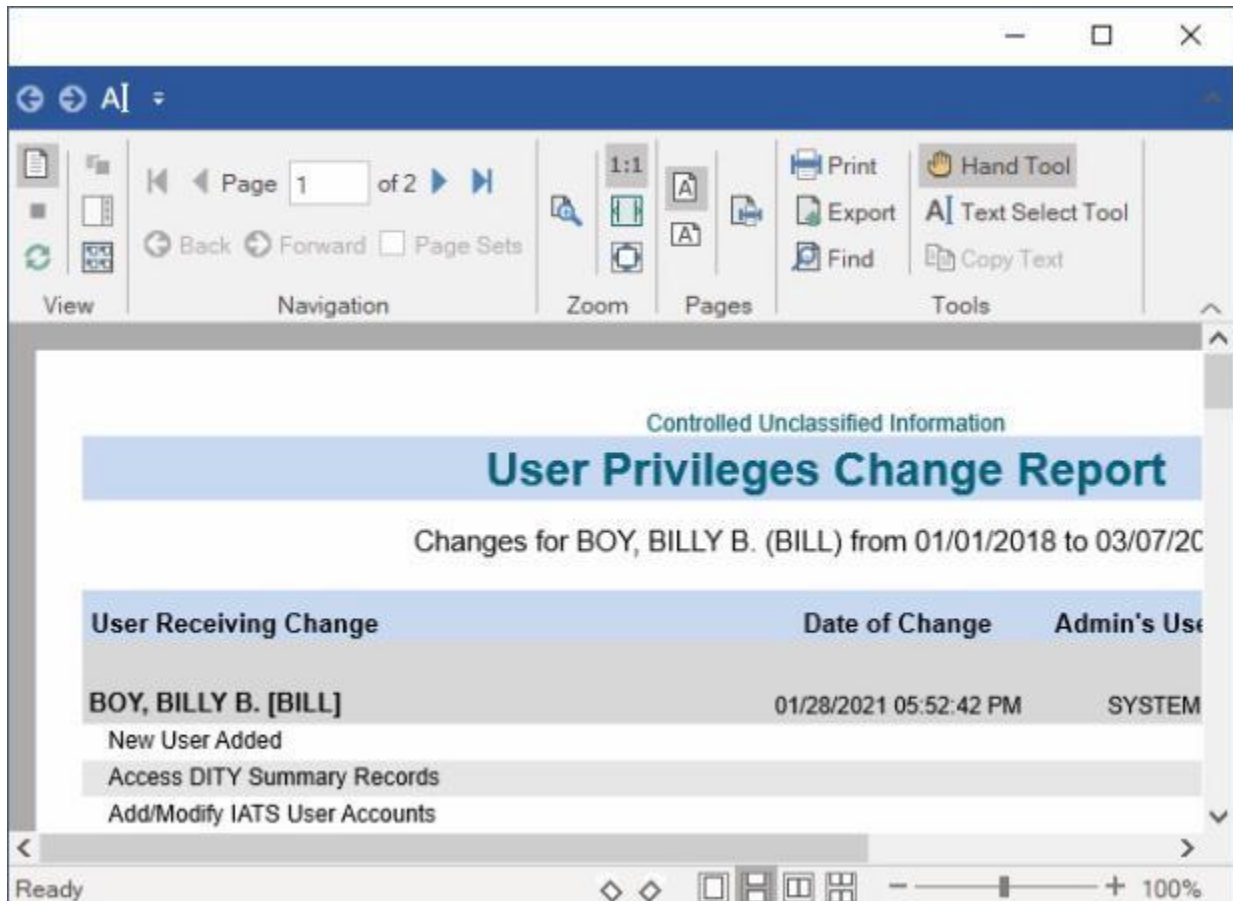 A
1:1
Page 1 of 2
Back Forward Page Sets
A
A
Print
Export
Find
Hand Tool
A Text Select Tool
Copy Text
View Navigation Zoom Pages Tools
Controlled Unclassified Information
User Privileges Change Report
Changes for BOY, BILLY B. (BILL) from 01/01/2018 to 03/07/20
User Receiving Change Date of Change Admin's Use
BOY, BILLY B. [BILL] 01/28/2021 05:52:42 PM SYSTEM
New User Added
Access DITY Summary Records
Add/Modify IATS User Accounts
Ready 100%